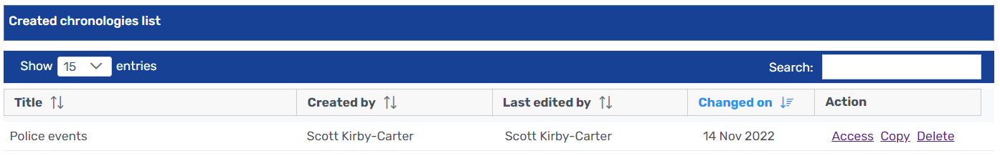 Created chronologies list
Show 15 entries Search:
Title Created by Last edited by Changed on Action
Police events Scott Kirby-Carter Scott Kirby-Carter 14 Nov 2022 Access Copy Delete